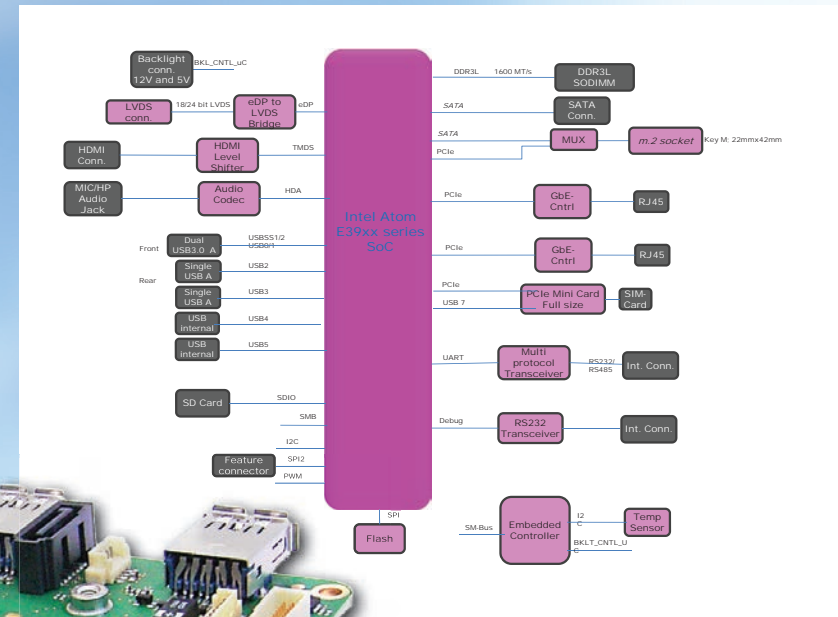 Backlight
conn.
12V and 5V
BKL_CNTL_uC
LVDS
conn.
18/24 bit LVDS
eDP to
LVDS
Bridge
eDP
HDMI
Conn.
HDMI
Level
Shifter
TMDS
MIC/HP
Audio
Jack
Audio
Codec
HDA
Front
Dual
USB3.0 A
USBSS1/2
USB0/1
Rear
Single
USB A
USB2
Single
USB A
USB3
USB
internal
USB4
USB
internal
USB5
SD Card
SDIO
SMB
I2C
Feature
connector
SPI2
PWM
Intel Atom
E39xx series
SoC
SPI
Flash
DDR3L 1600 MT/s
DDR3L
SODIMM
SATA
SATA
Conn.
SATA
PCIe
MUX
m.2 socket
Key M: 22mmx42mm
PCIe
GbE-
Cntrl
RJ45
PCIe
GbE-
Cntrl
RJ45
PCIe
USB 7
PCIe Mini Card
Full size
SIM-
Card
UART
Multi
protocol
Transceiver
RS232/
RS485
Int. Conn.
Debug
RS232
Transceiver
Int. Conn.
SM-Bus
Embedded
Controller
I2
C
Temp
Sensor
BKLT_CNTL_U
C